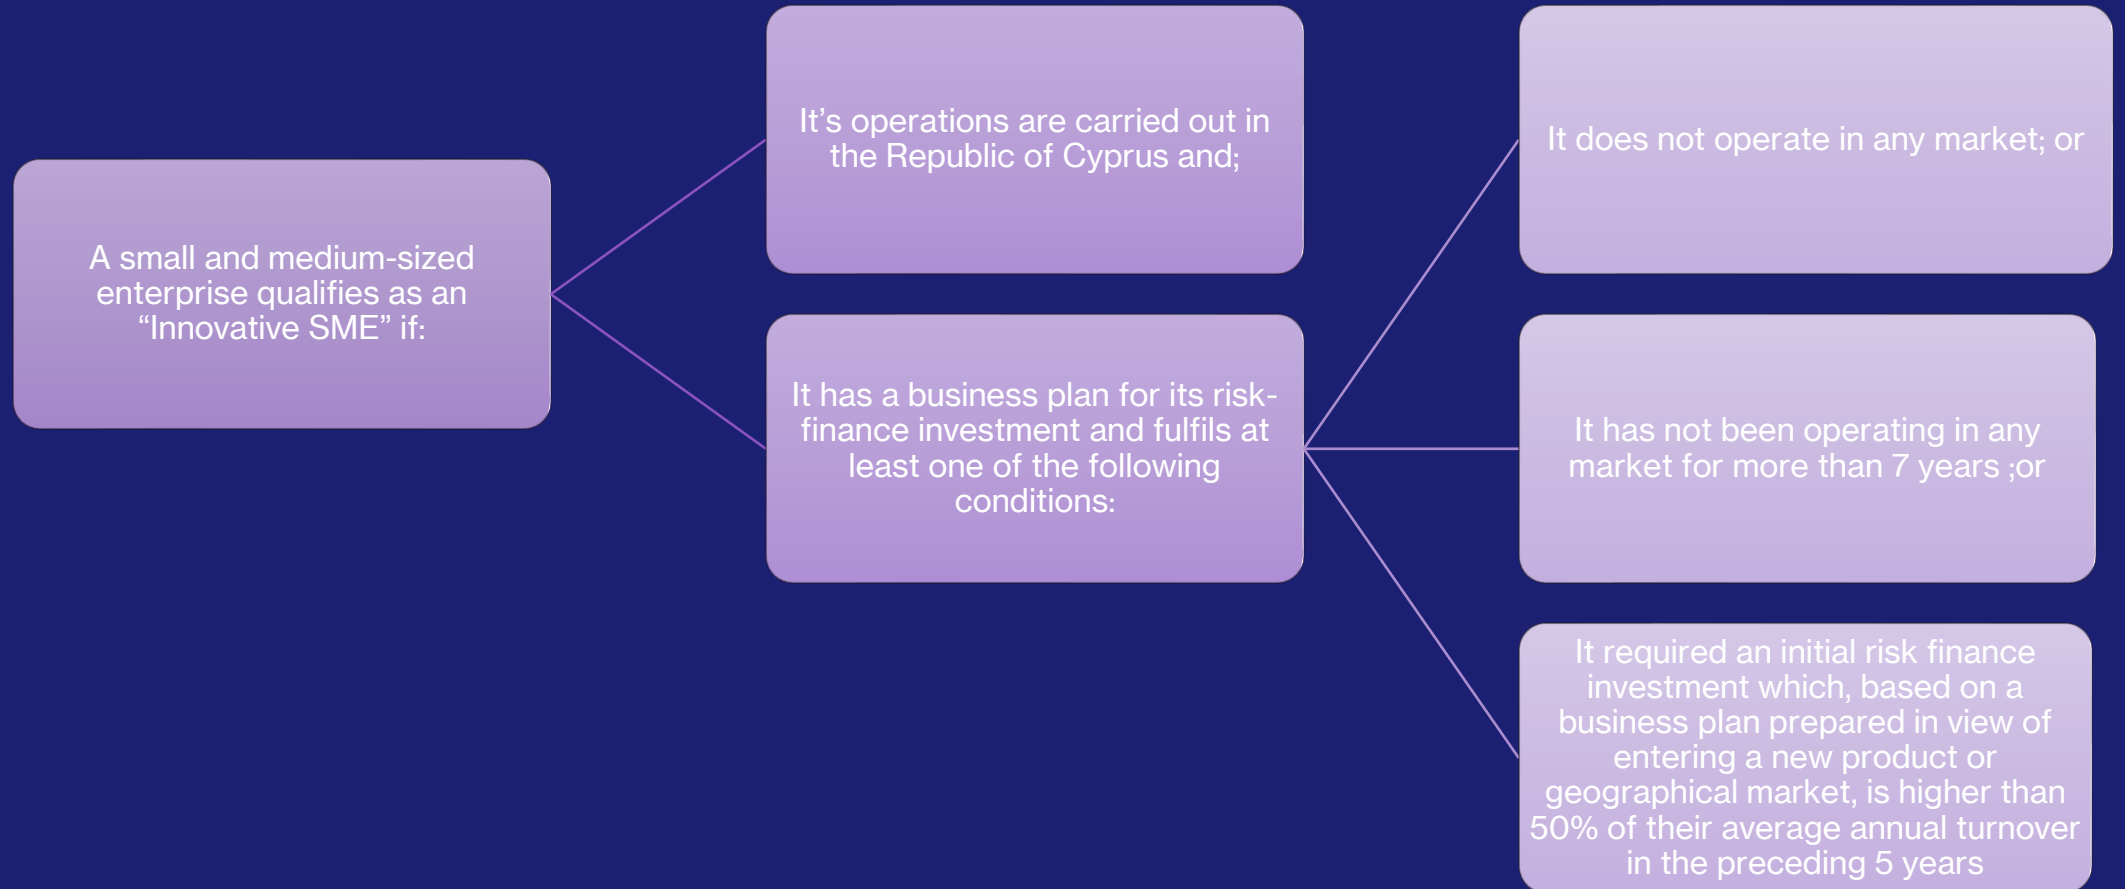 A small and medium-sized
enterprise qualifies as an
“Innovative SME” if:
It’s operations are carried out in
the Republic of Cyprus and;
It has a business plan for its risk-
finance investment and fulfils at
least one of the following
conditions:
It does not operate in any market; or
It has not been operating in any
market for more than 7 years ;or
It required an initial risk finance
investment which, based on a
business plan prepared in view of
entering a new product or
geographical market, is higher than
50% of their average annual turnover
in the preceding 5 years